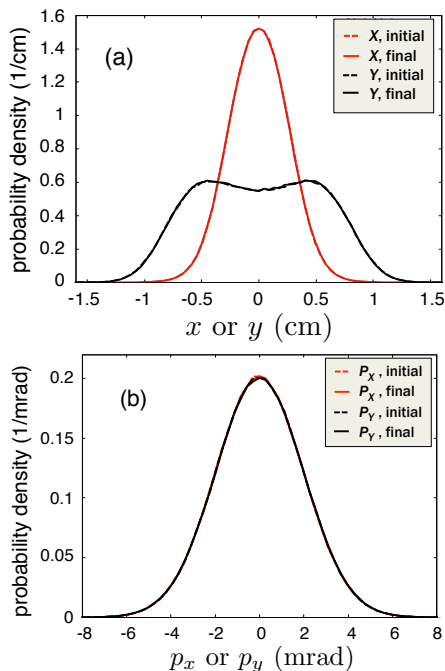 (a)
X, initial
X, final
Y, initial
Y, final
probability density (1/cm)
1.6
1.4
1.2
1.0
0.8
0.6
0.4
0.2
0
-1.5 -1 -0.5 0 0.5 1 1.5
x or y (cm)
(b)
P_X, initial
P_X, final
P_Y, initial
P_Y, final
probability density (1/mrad)
0.2
0.15
0.1
0.05
0
-8 -6 -4 -2 0 2 4 6 8
p_x or p_y (mrad)